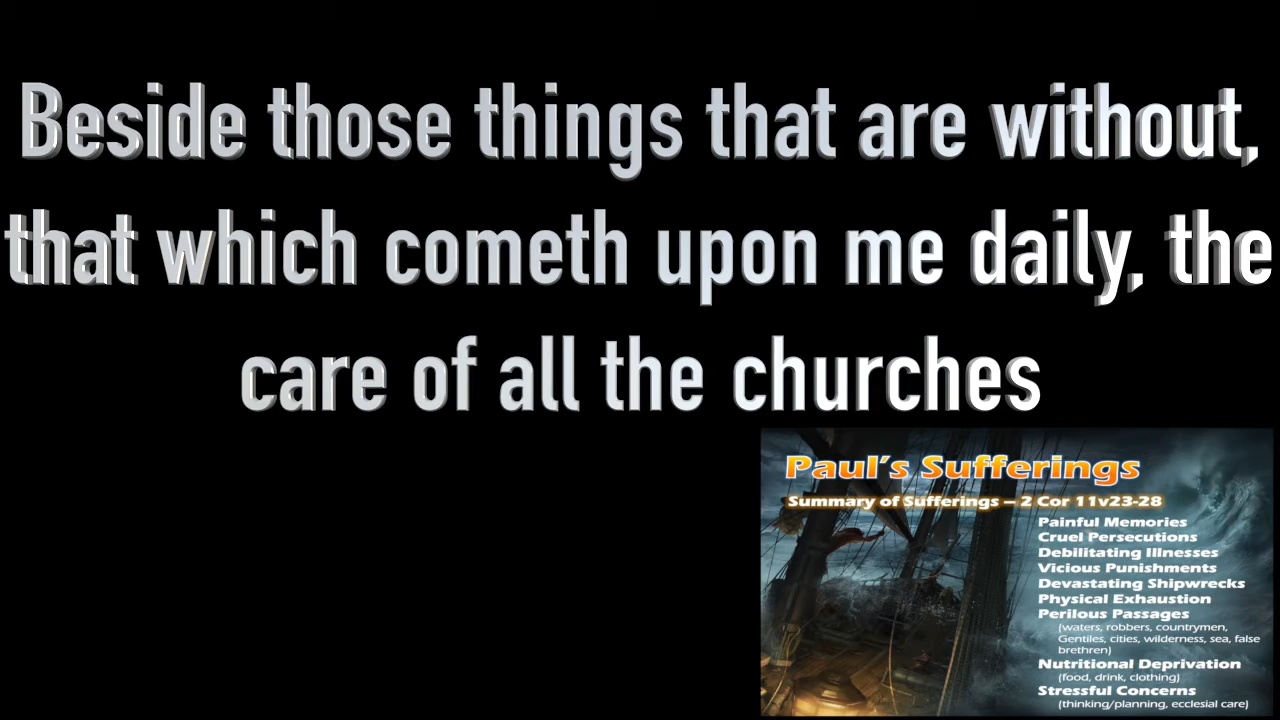 Beside those things that are without,
that which cometh upon me daily, the
care of all the churches
Paul's Sufferings
Summary of Sufferings – 2 Cor 11v23-28
Painful Memories
Cruel Persecutions
Debilitating Illnesses
Vicious Punishments
Devastating Shipwrecks
Physical Exhaustion
Perilous Passages
(waters, robbers, countrymen,
Gentiles, cities, wilderness, sea, false
brethren)
Nutritional Deprivation
(food, drink, clothing)
Stressful Concerns
(thinking/planning, ecclesial care)